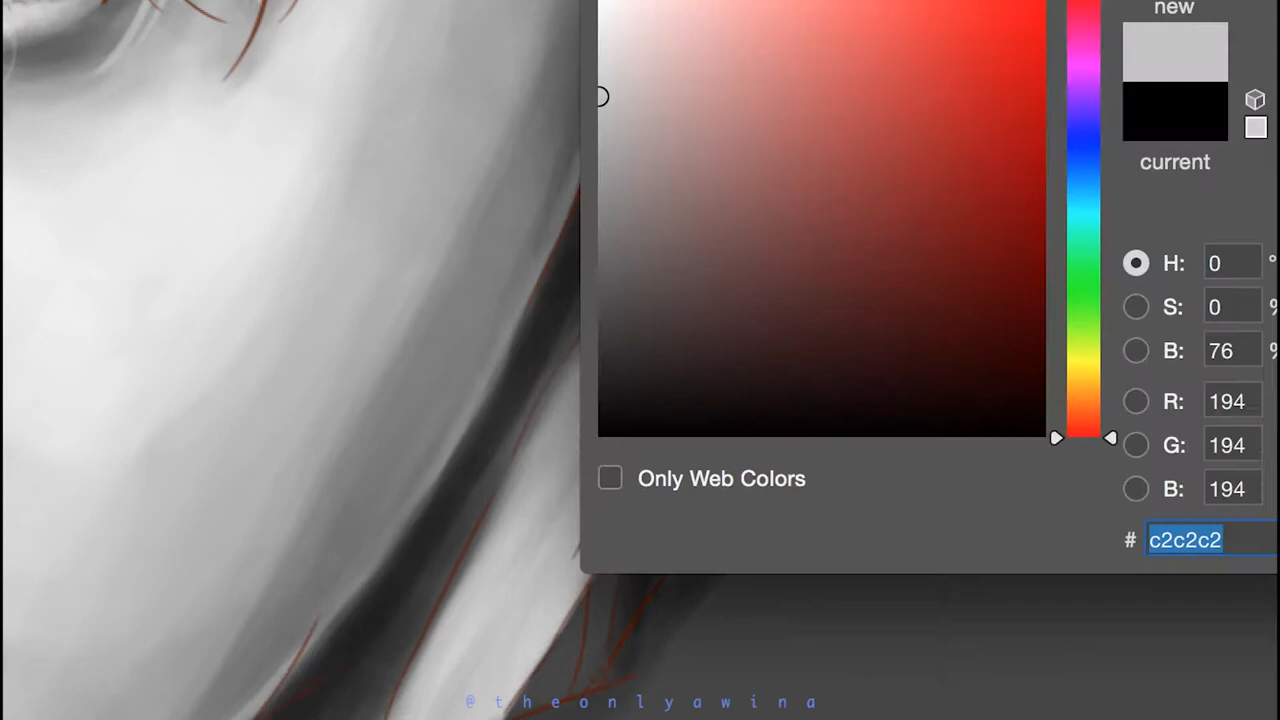 new
current
H: 0 °
S: 0 %
B: 76 %
R: 194
G: 194
B: 194
Only Web Colors
# c2c2c2
@theonlyawina